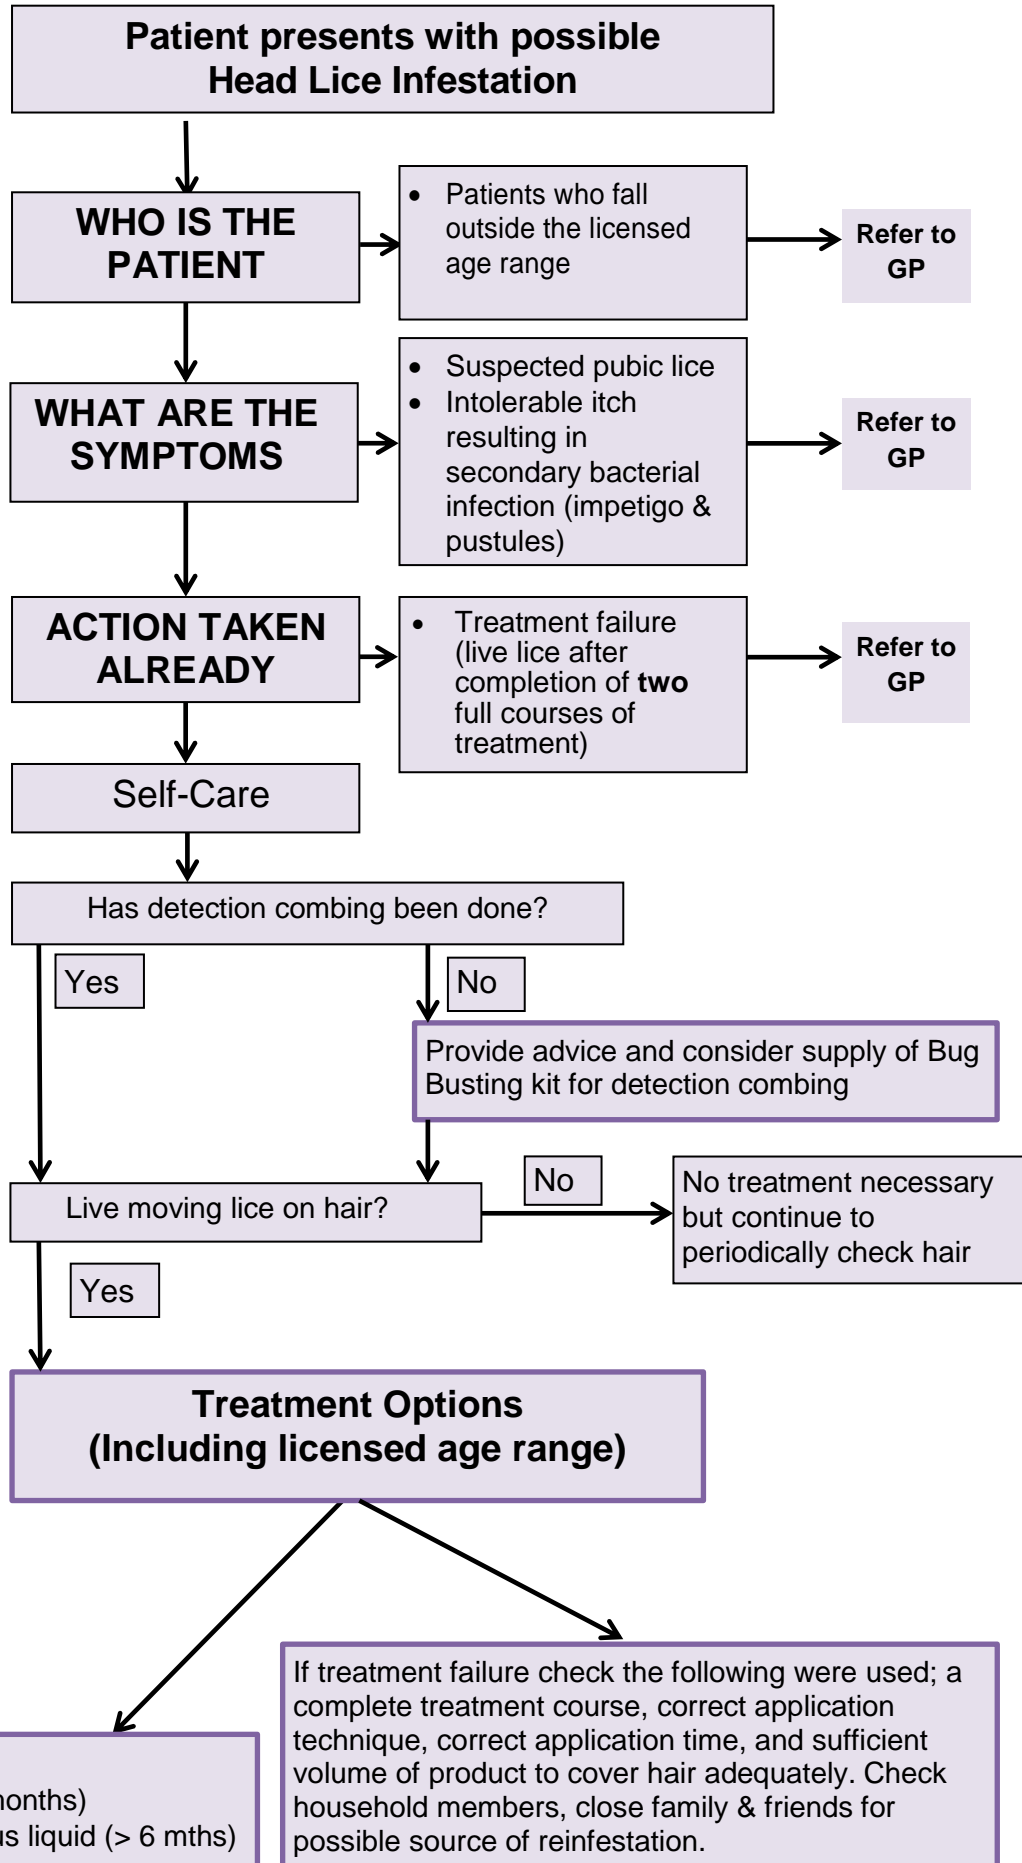 Patient presents with possible
Head Lice Infestation
WHO IS THE
PATIENT
• Patients who fall
outside the licensed
age range
Refer to
GP
WHAT ARE THE
SYMPTOMS
• Suspected pubic lice
• Intolerable itch
resulting in
secondary bacterial
infection (impetigo &
pustules)
Refer to
GP
ACTION TAKEN
ALREADY
• Treatment failure
(live lice after
completion of two
full courses of
treatment)
Refer to
GP
Self-Care
Has detection combing been done?
Yes
No
Provide advice and consider supply of Bug
Busting kit for detection combing
Live moving lice on hair?
No
No treatment necessary
but continue to
periodically check hair
Yes
Treatment Options
(Including licensed age range)
If treatment failure check the following were used; a
complete treatment course, correct application
technique, correct application time, and sufficient
volume of product to cover hair adequately. Check
household members, close family & friends for
possible source of reinfestation.
months)
us liquid (> 6 mths)